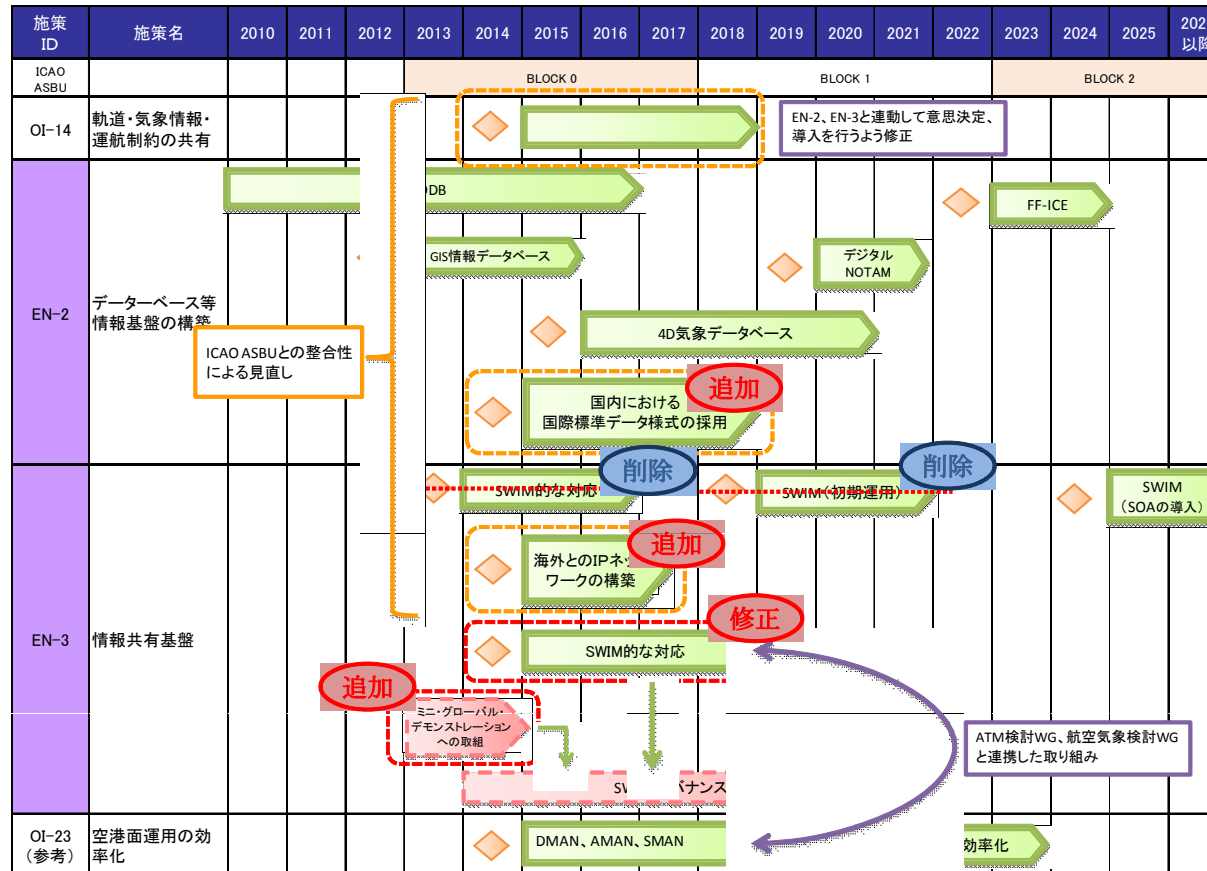 施策
ID
施策名
2010
2011
2012
2013
2014
2015
2016
2017
2018
2019
2020
2021
2022
2023
2024
2025
以降
ICAO
ASBU
BLOCK 0
BLOCK 1
BLOCK 2
OI-14
軌道・気象情報・
運航制約の共有
EN-2、EN-3と連動して意思決定、
導入を行うよう修正
EN-2
データーベース等
情報基盤の構築
DB
FF-ICE
GIS情報データベース
デジタル
NOTAM
4D気象データベース
ICAO ASBUとの整合性
による見直し
追加
国内における
国際標準データ様式の採用
EN-3
情報共有基盤
削除
削除
SWIM的な対応
SWIM(初期運用)
SWIM
(SOAの導入)
追加
海外とのIPネッ
ワークの構築
修正
SWIM的な対応
追加
ミニ・グローバル・
デモンストレーション
への取組
ATM検討WG、航空気象検討WG
と連携した取り組み
バナンス
OI-23
(参考)
空港面運用の効
率化
DMAN、AMAN、SMAN
効率化